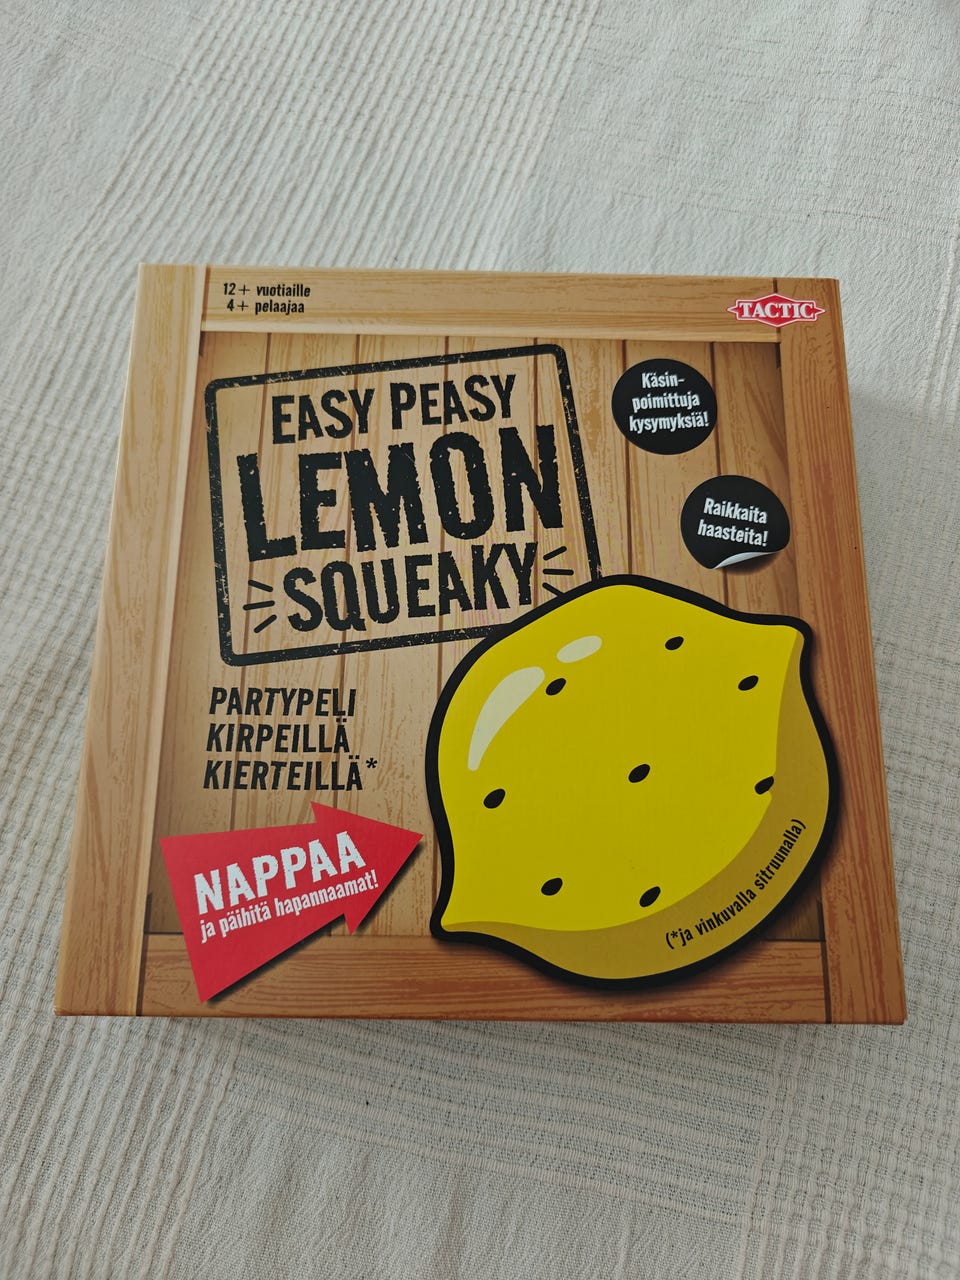 12+ vuotiaille
4+ pelaajaa
TACTIC
EASY PEASY
LEMON
SQUEAKY
Käsin-
poimittuja
kysymyksiä!
Raikkaita
haasteita!
PARTYPELI
KIRPEILLÄ
KIERTEILLÄ*
NAPPAA
ja päihitä hapannaamat!
(*ja vinkuvalla sitruunalla)